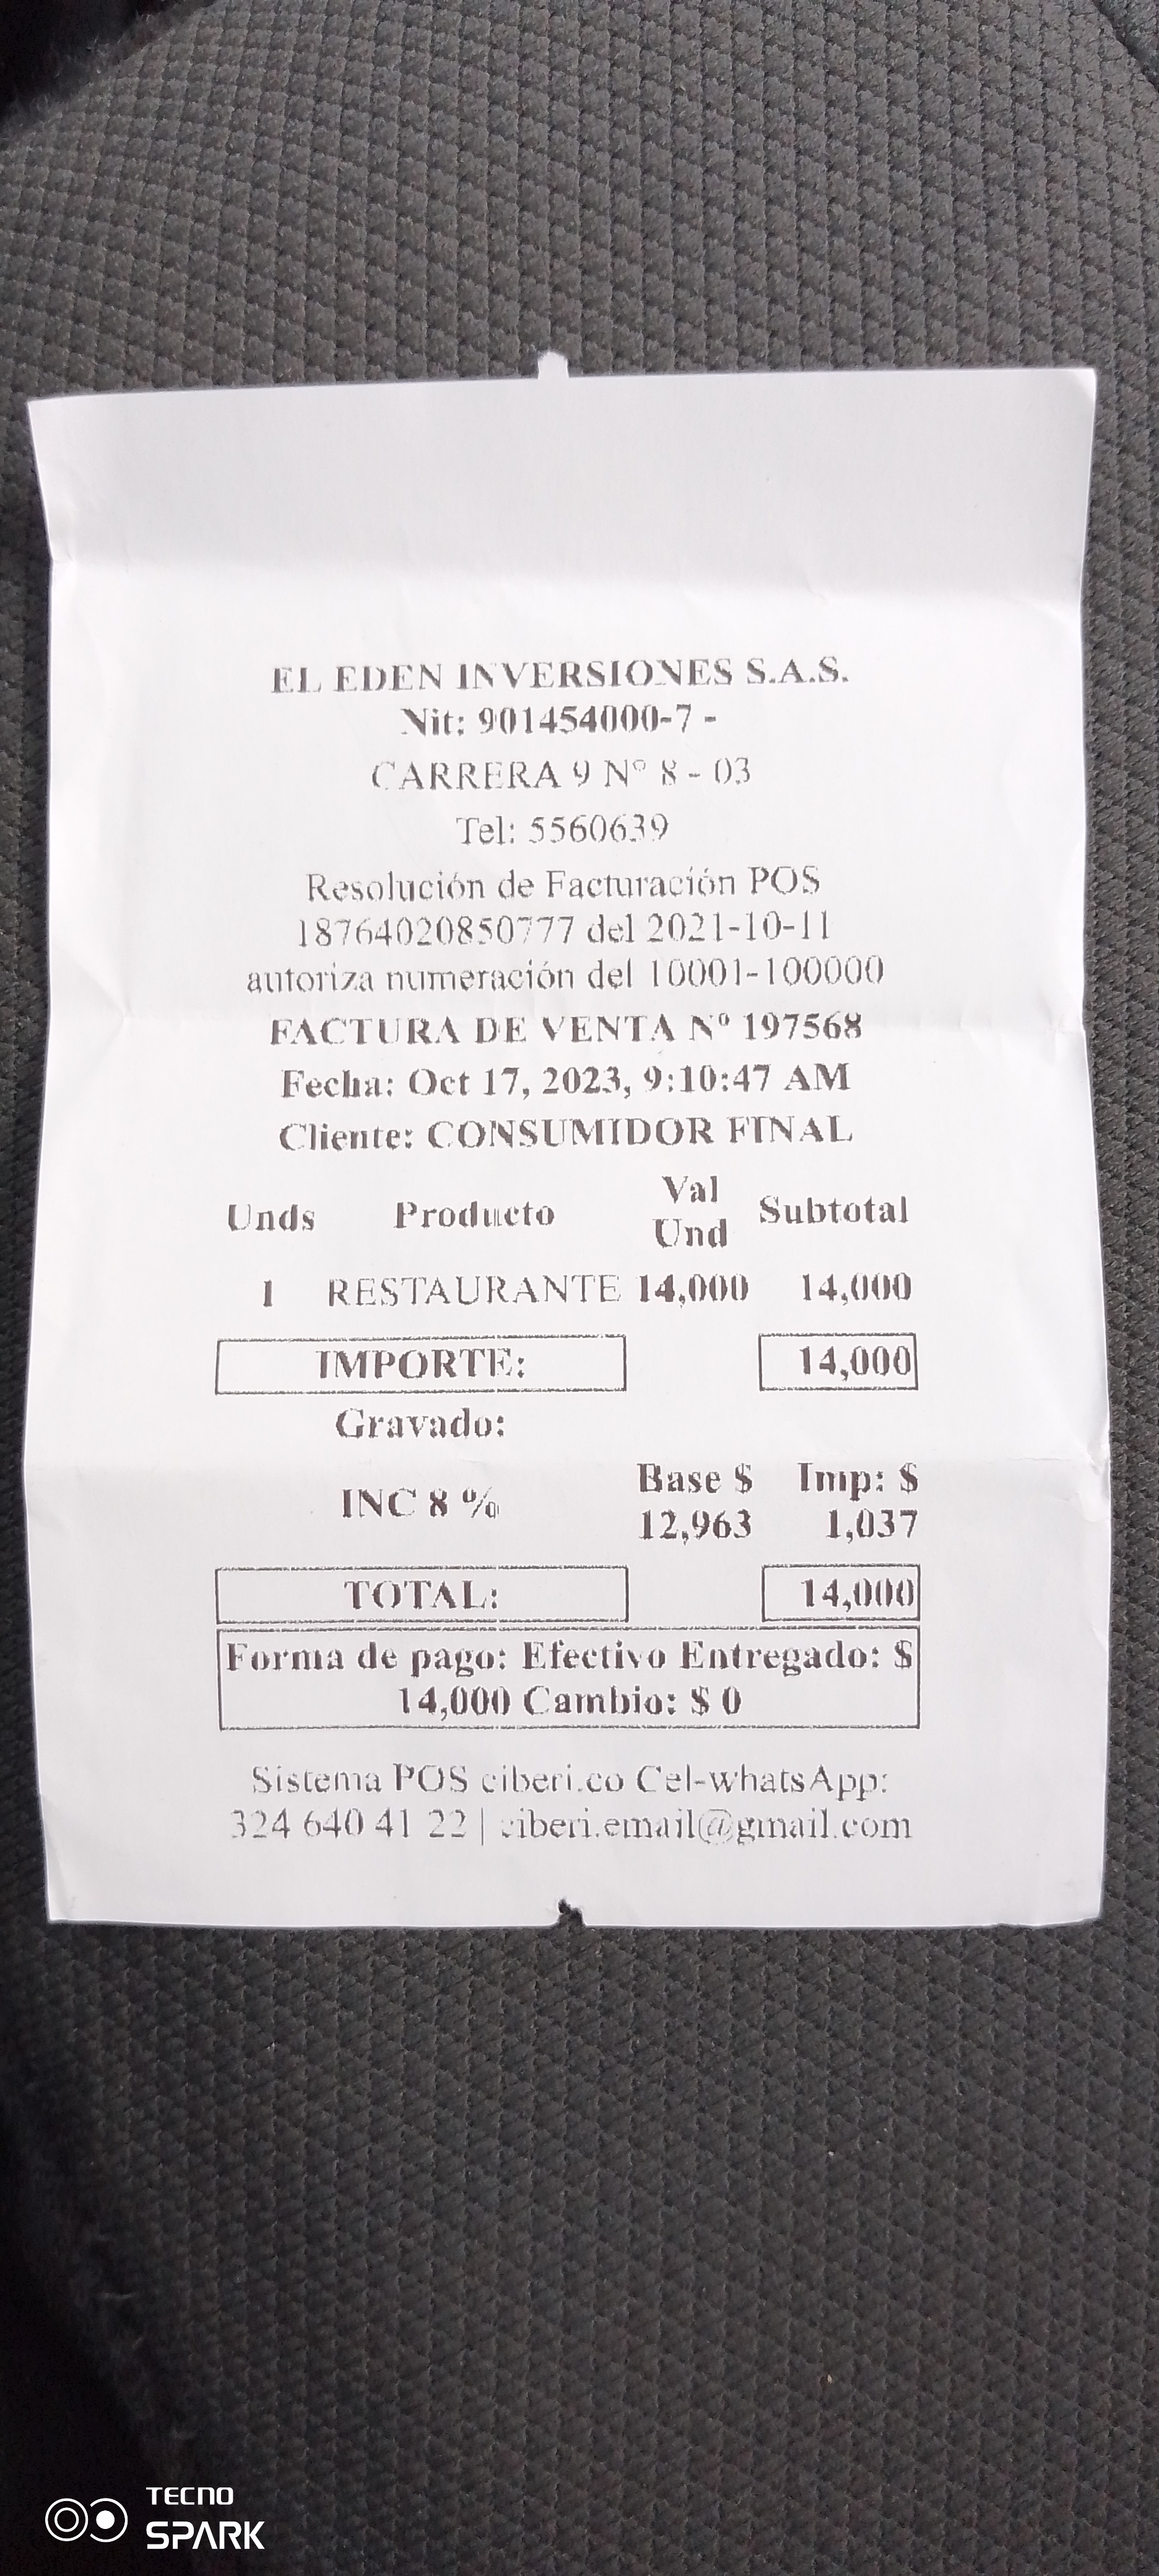 EL EDEN INVERSIONES S.A.S.
Nit: 901454000-7 -
CARRERA 9 Nº 8 - 03
Tel: 5560639
Resolución de Facturación POS
18764020850777 del 2021-10-11
autoriza numeración del 10001-100000
FACTURA DE VENTA Nº 197568
Fecha: Oct 17, 2023, 9:10:47 AM
Cliente: CONSUMIDOR FINAL
Unds Producto Val Und Subtotal
1 RESTAURANTE 14,000 14,000
IMPORTE: 14,000
Gravado:
INC 8 % Base $ 12,963 Imp: $ 1,037
TOTAL: 14,000
Forma de pago: Efectivo Entregado: $
14,000 Cambio: $ 0
Sistema POS ciberi.co Cel-whatsApp:
324 640 41 22 | ciberi.email@gmail.com
TECNO
SPARK